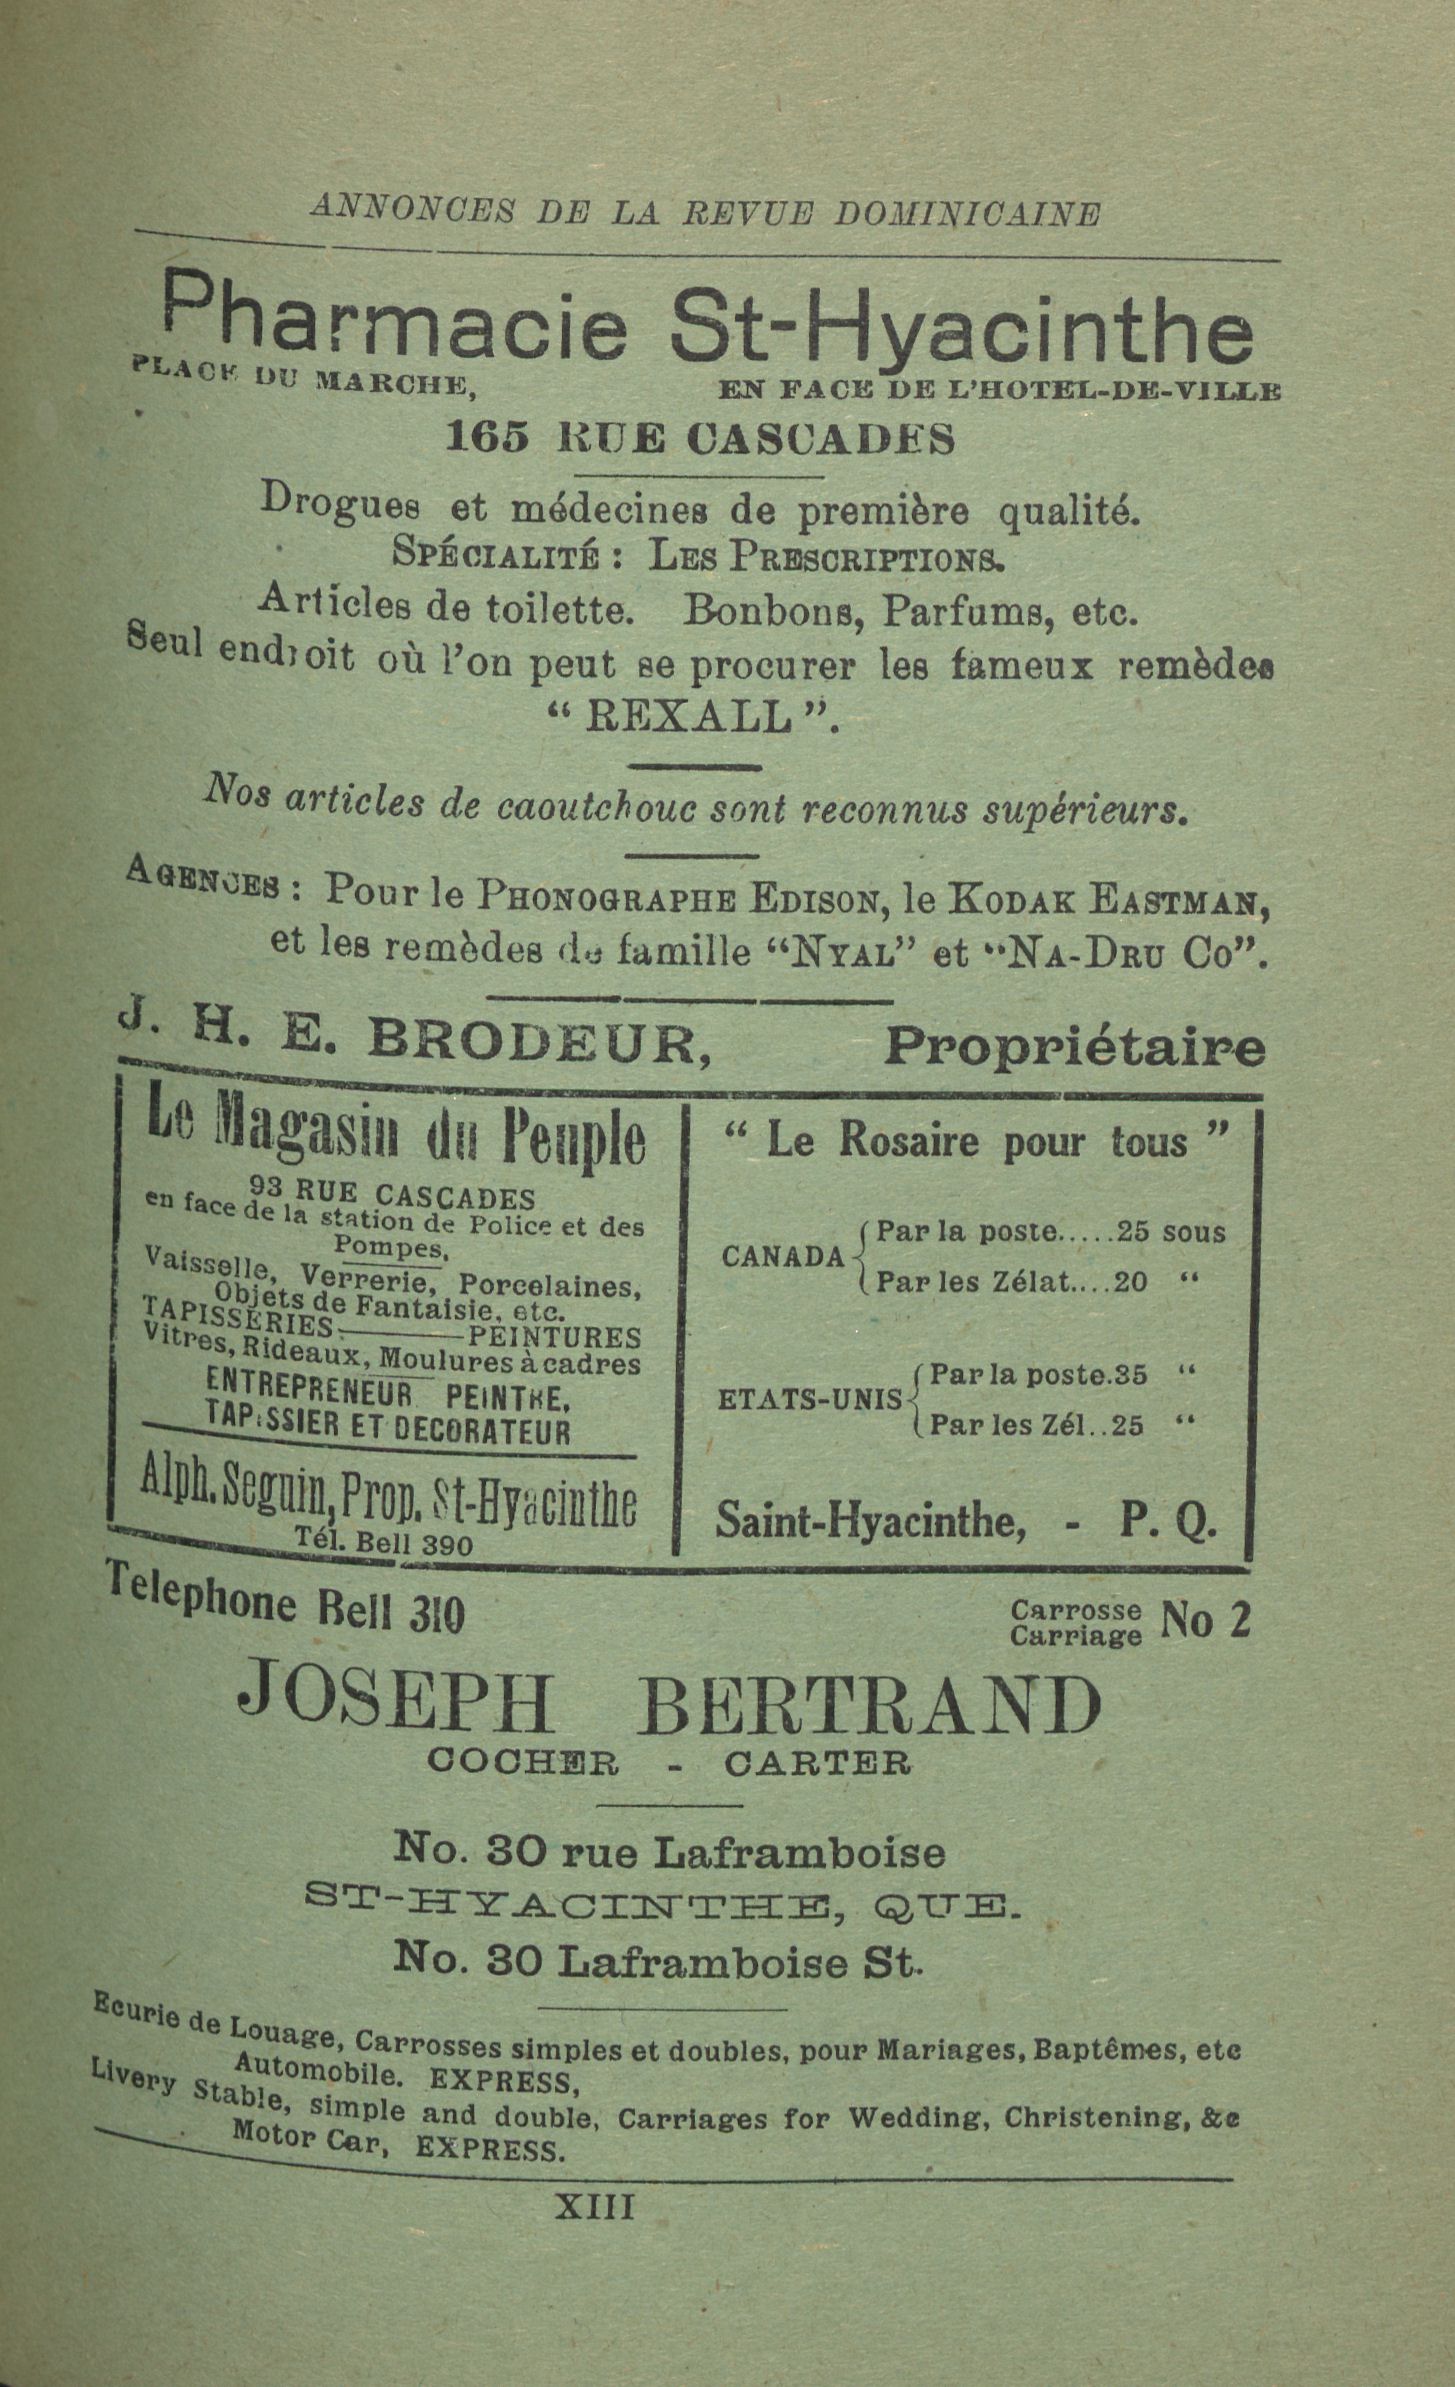 ANNONCES DE LA REVUE DOMINICAINE
Pharmacie St-Hyacinthe
PLACE DU MARCHE, EN FACE DE L'HOTEL-DE-VILLE
165 RUE CASCADES
Drogues et médecines de première qualité.
SPÉCIALITÉ : LES PRESCRIPTIONS.
Articles de toilette. Bonbons, Parfums, etc.
Seul endroit où l'on peut se procurer les fameux remèdes
“ REXALL ”.
Nos articles de caoutchouc sont reconnus supérieurs.
AGENCES : Pour le PHONOGRAPHE EDISON, le KODAK EASTMAN,
et les remèdes de famille “NYAL” et “NA-DRU CO”.
J. H. E. BRODEUR, Propriétaire
Le Magasin du Peuple
93 RUE CASCADES
en face de la station de Police et des
Pompes,
Vaisselle, Verrerie, Porcelaines,
Objets de Fantaisie, etc.
TAPISSERIES PEINTURES
Vitres, Rideaux, Moulures à cadres
ENTREPRENEUR PEINTRE,
TAPISSIER ET DECORATEUR
Alph. Seguin, Prop. St-Hyacinthe
Tél. Bell 390
“ Le Rosaire pour tous ”
CANADA
Par la poste.....25 sous
Par les Zélat....20 “
ETATS-UNIS
Par la poste.35 “
Par les Zél..25 “
Saint-Hyacinthe, - P. Q.
Telephone Bell 310
Carrosse
Carriage No 2
JOSEPH BERTRAND
COCHER - CARTER
No. 30 rue Laframboise
ST-HYACINTHE, QUE.
No. 30 Laframboise St.
Ecurie de Louage, Carrosses simples et doubles, pour Mariages, Baptêmes, etc
Automobile. EXPRESS,
Livery Stable, simple and double, Carriages for Wedding, Christening, &c
Motor Car, EXPRESS.
XIII